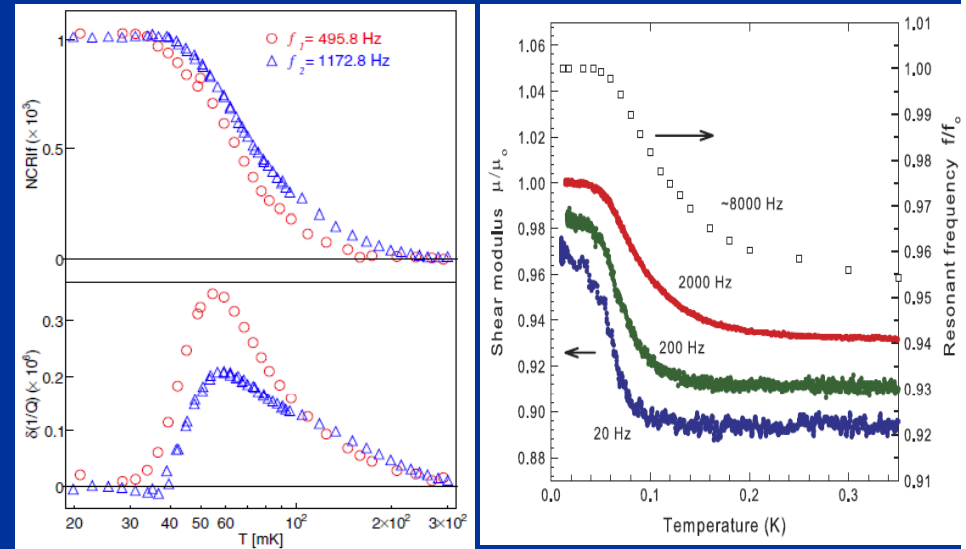 f₁ = 495.8 Hz
f₂ = 1172.8 Hz
NCRIf (× 10³)
1
0.5
0
δ(1/Q) (× 10⁶)
0.3
0.1
0
20 30 40 50 60 10² 2×10² 3×10²
T [mK]
Shear modulus μ/μₒ
1.06
1.04
1.02
1.00
0.98
0.96
0.94
0.92
0.90
0.88
~8000 Hz
2000 Hz
200 Hz
20 Hz
1.01
1.00
0.99
0.98
0.97
0.96
0.95
0.94
0.93
0.92
0.91
Resonant frequency f/fₒ
0.0 0.1 0.2 0.3
Temperature (K)